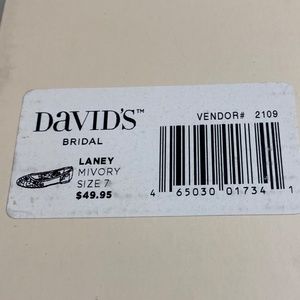 DAVID'S™
BRIDAL
VENDOR# 2109
LANEY
MIVORY
SIZE 7
$49.95
4 65030 01734 1